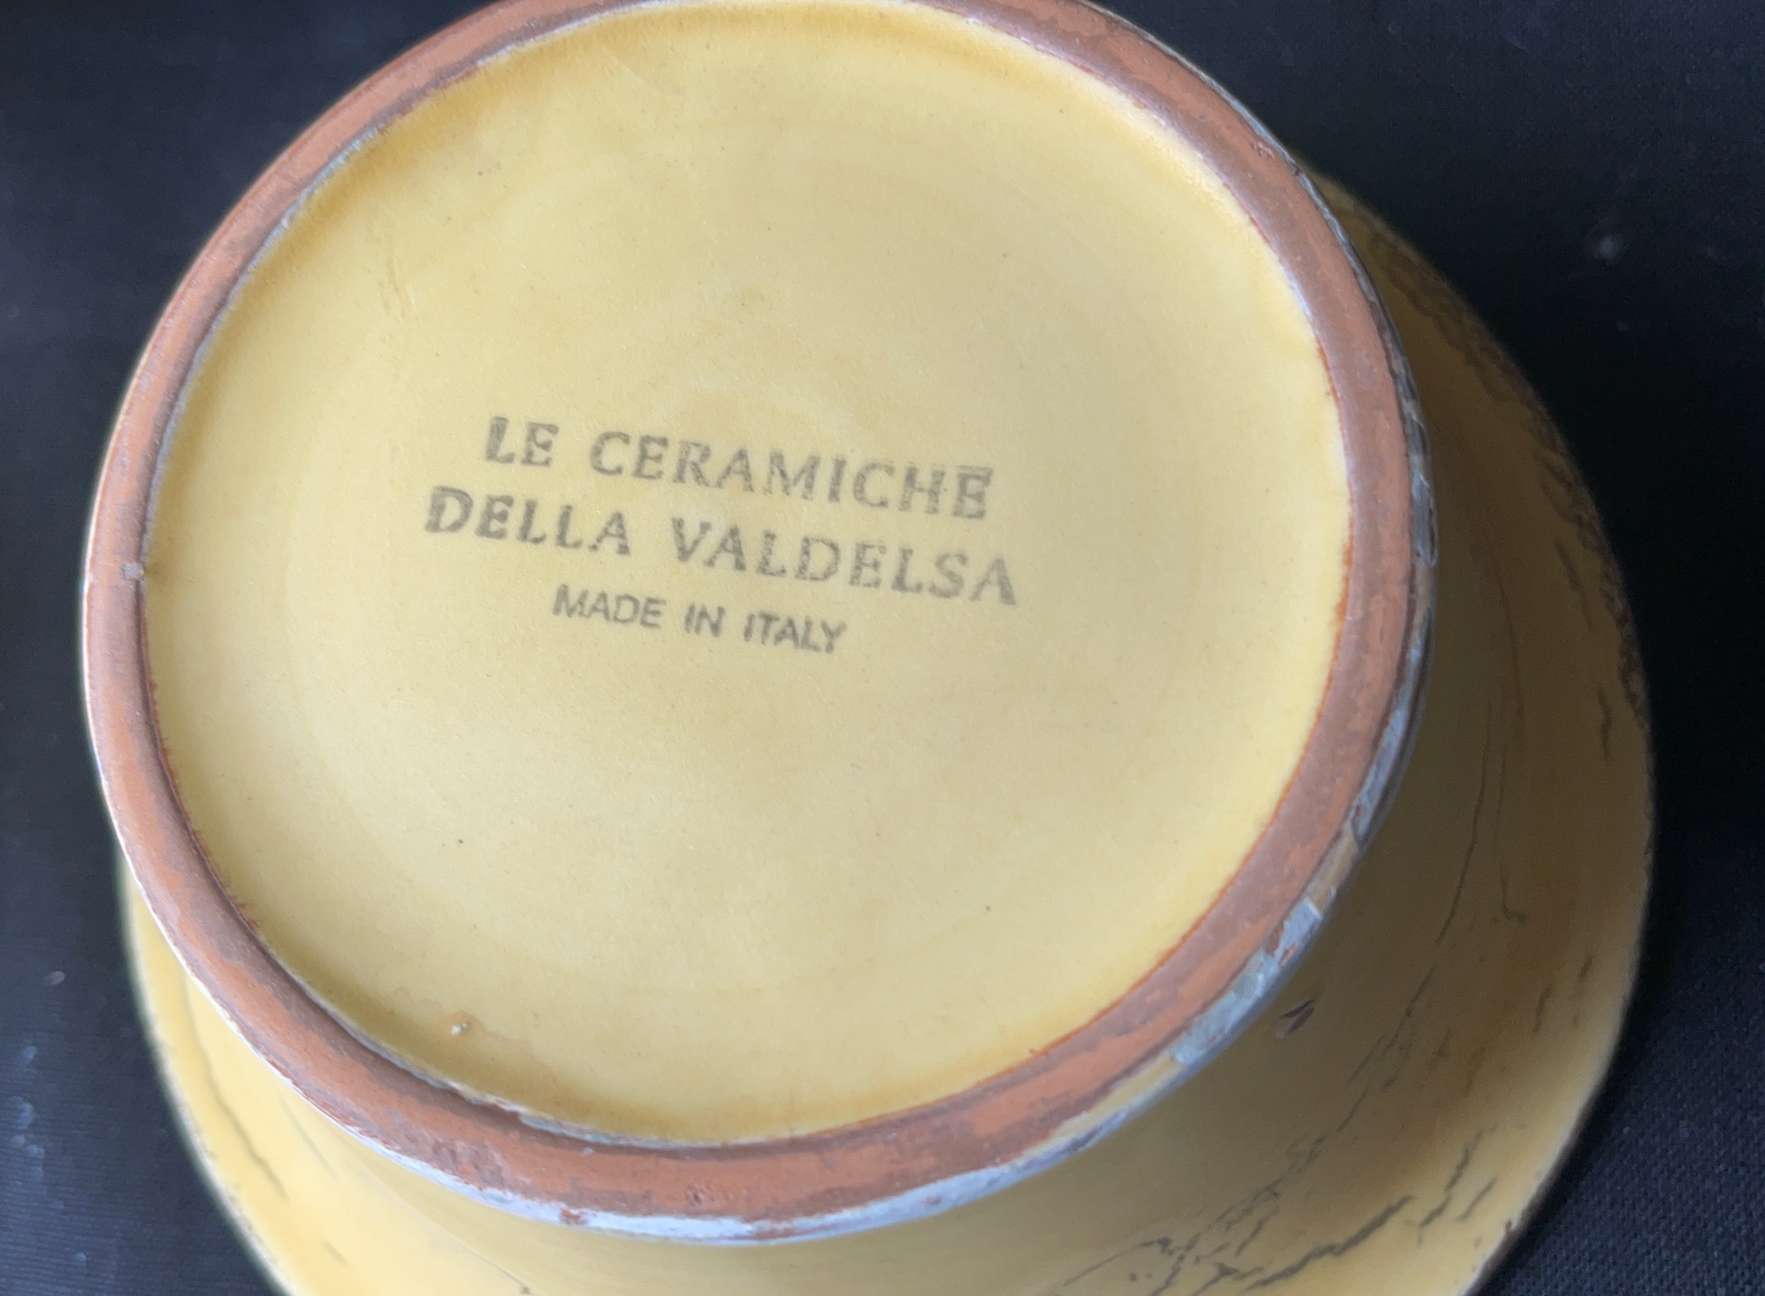 LE CERAMICHE
DELLA VALDELSA
MADE IN ITALY